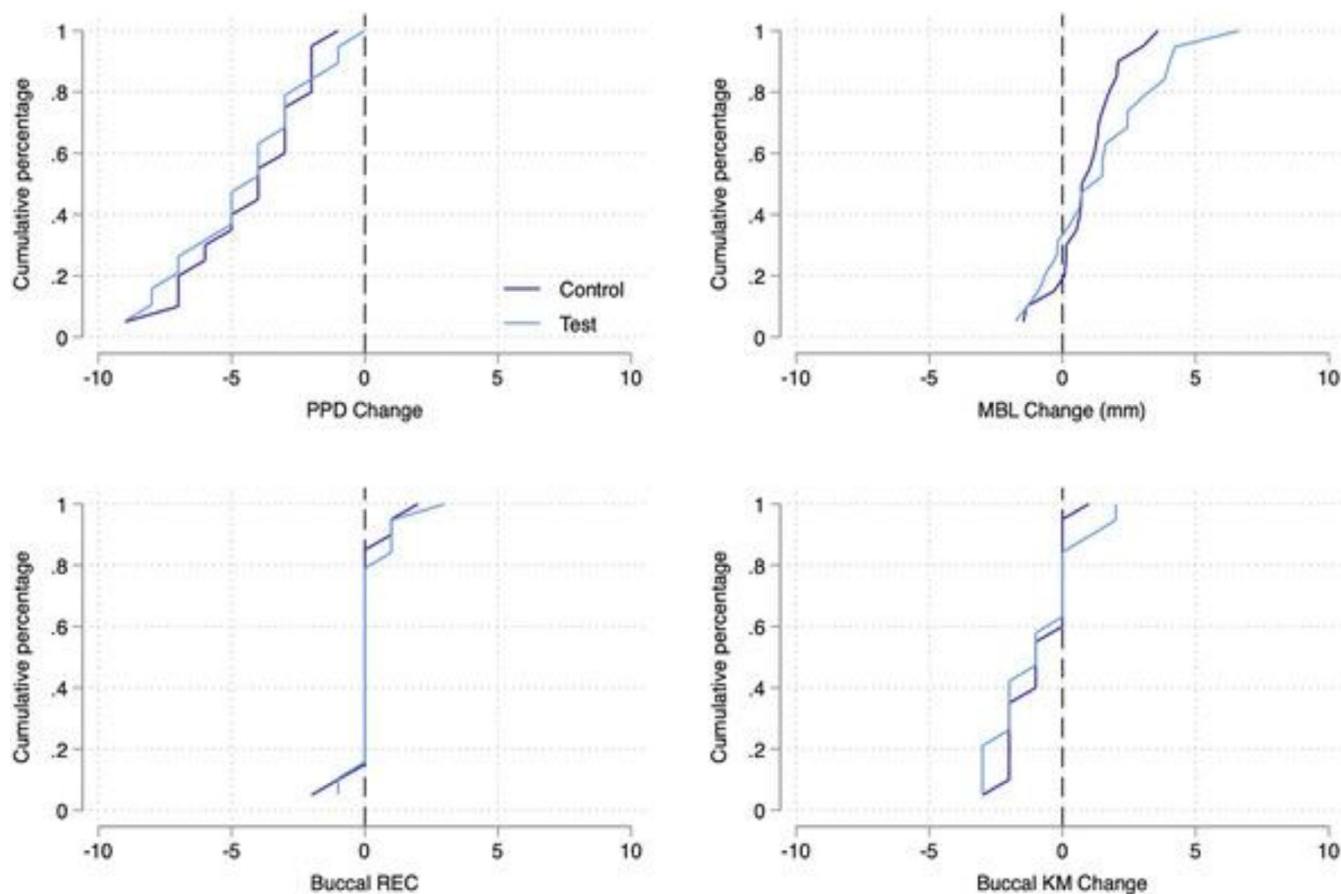 1
.8
.6
.4
.2
0
Cumulative percentage
-10 -5 0 5 10
PPD Change
Control
Test
1
.8
.6
.4
.2
0
Cumulative percentage
-10 -5 0 5 10
MBL Change (mm)
1
.8
.6
.4
.2
0
Cumulative percentage
-10 -5 0 5 10
Buccal REC
1
.8
.6
.4
.2
0
Cumulative percentage
-10 -5 0 5 10
Buccal KM Change